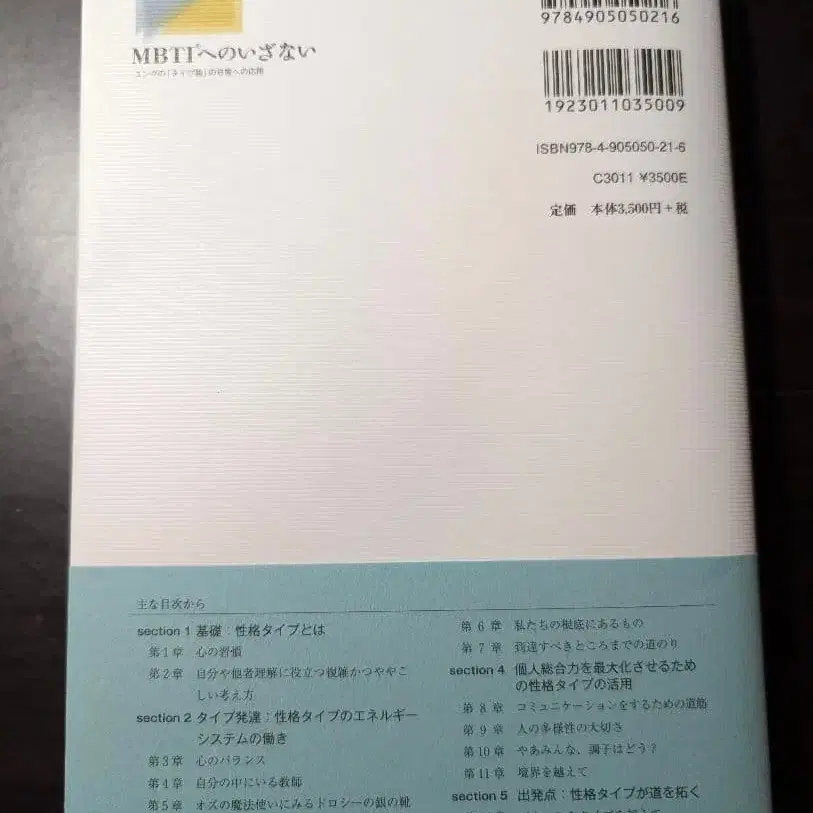 9784905050216
MBTI®へのいざない
ユングの「タイプ論」の日常への応用
1923011035009
ISBN978-4-905050-21-6
C3011 ¥3500E
定価 本体3,500円+税
主な目次から
section 1 基礎：性格タイプとは
第1章 心の習慣
第2章 自分や他者理解に役立つ複雑かつややこ
しい考え方
section 2 タイプ発達：性格タイプのエネルギー
システムの働き
第3章 心のバランス
第4章 自分の中にいる教師
第5章 オズの魔法使いにみるドロシーの銀の靴
第6章 私たちの根底にあるもの
第7章 到達すべきところまでの道のり
section 4 個人総合力を最大化させるため
の性格タイプの活用
第8章 コミュニケーションをするための道筋
第9章 人の多様性の大切さ
第10章 やあみんな、調子はどう？
第11章 境界を越えて
section 5 出発点：性格タイプが道を拓く